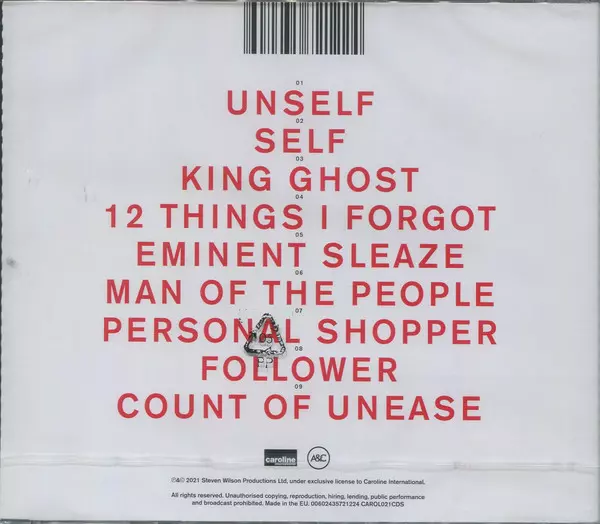 01
UNSELF
02
SELF
03
KING GHOST
04
12 THINGS I FORGOT
05
EMINENT SLEAZE
06
MAN OF THE PEOPLE
07
PERSONAL SHOPPER
08
FOLLOWER
09
COUNT OF UNEASE
caroline A&C
℗&© 2021 Steven Wilson Productions Ltd, under exclusive license to Caroline International.
All rights reserved. Unauthorised copying, reproduction, hiring, lending, public performance
and broadcast prohibited. Made in the EU. 00602435721224 CAROL021CDS